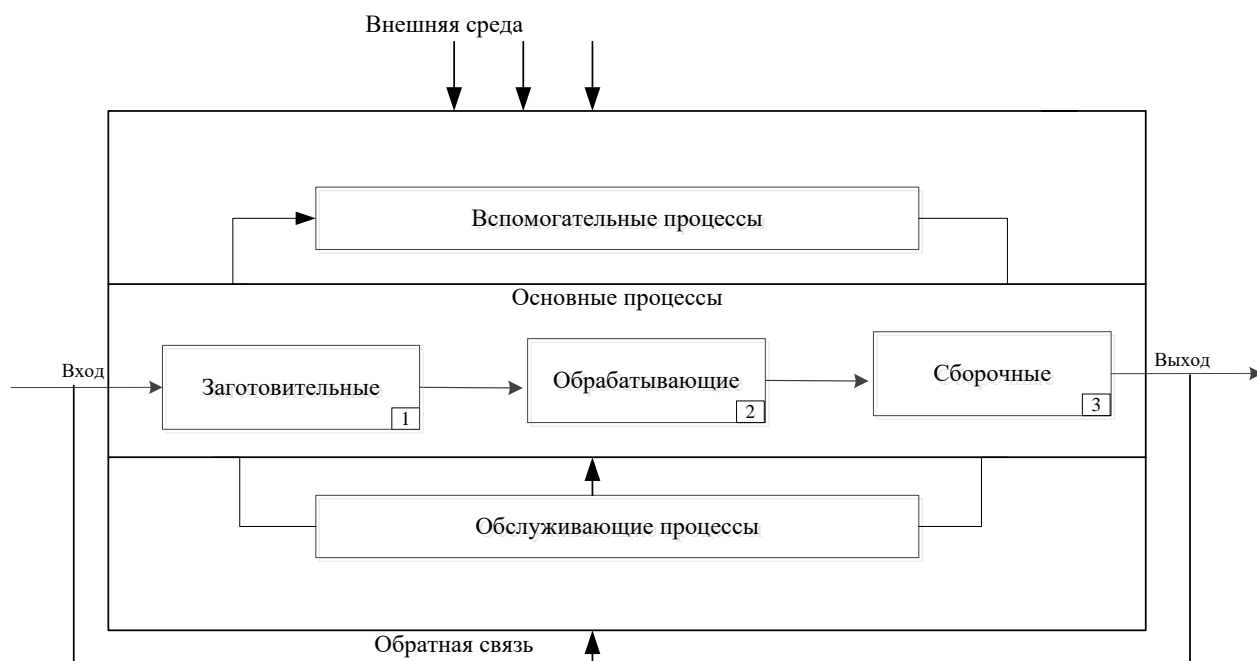 Внешняя среда
Вспомогательные процессы
Основные процессы
Вход
Заготовительные
1
Обрабатывающие
2
Сборочные
3
Выход
Обслуживающие процессы
Обратная связь